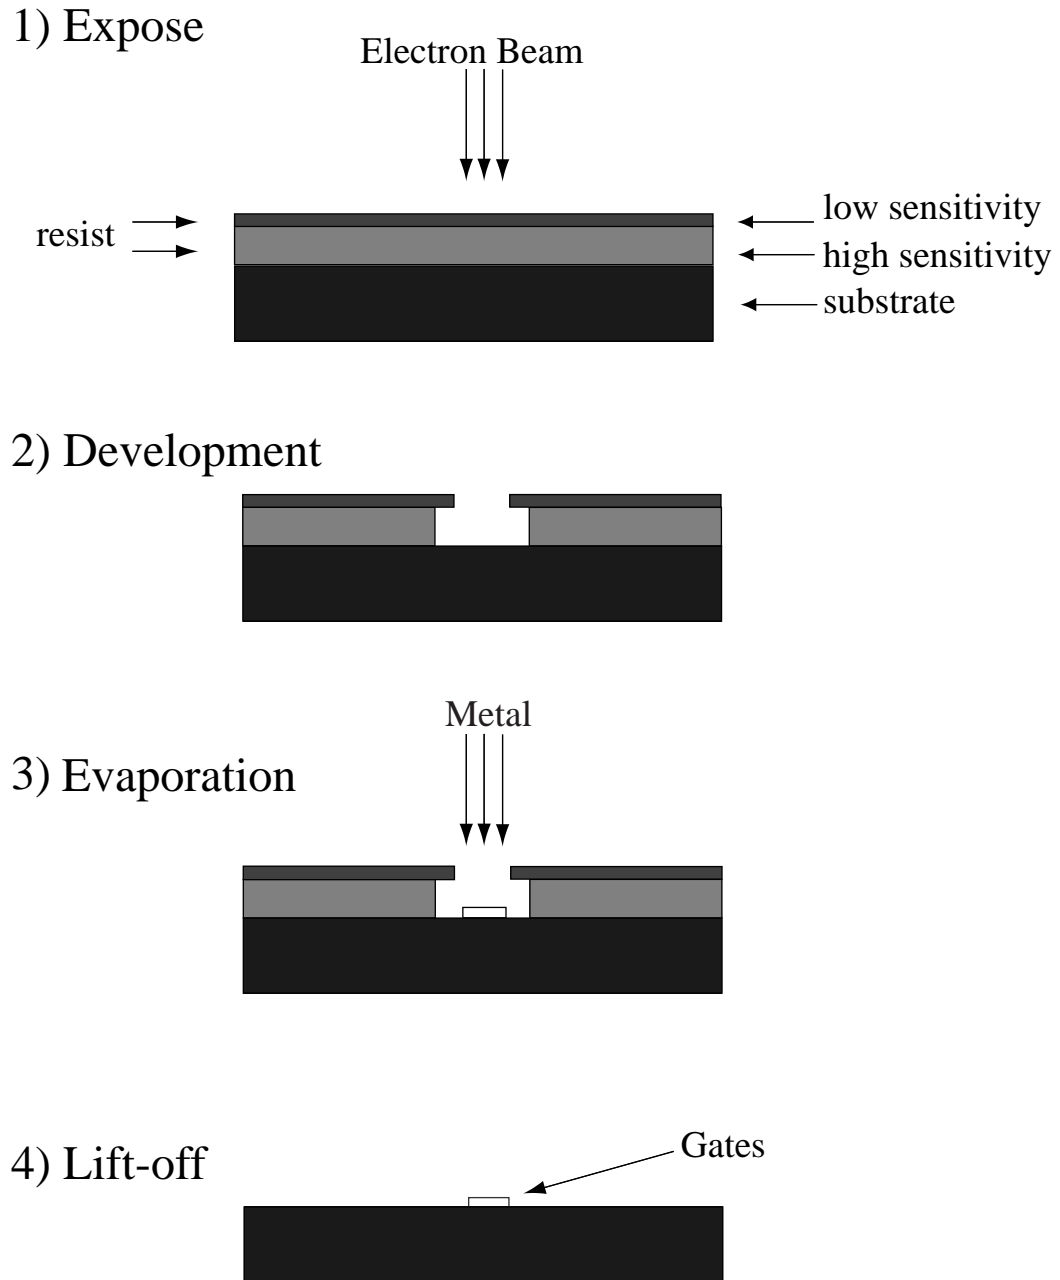 1) Expose
Electron Beam
resist
low sensitivity
high sensitivity
substrate
2) Development
Metal
3) Evaporation
4) Lift-off
Gates